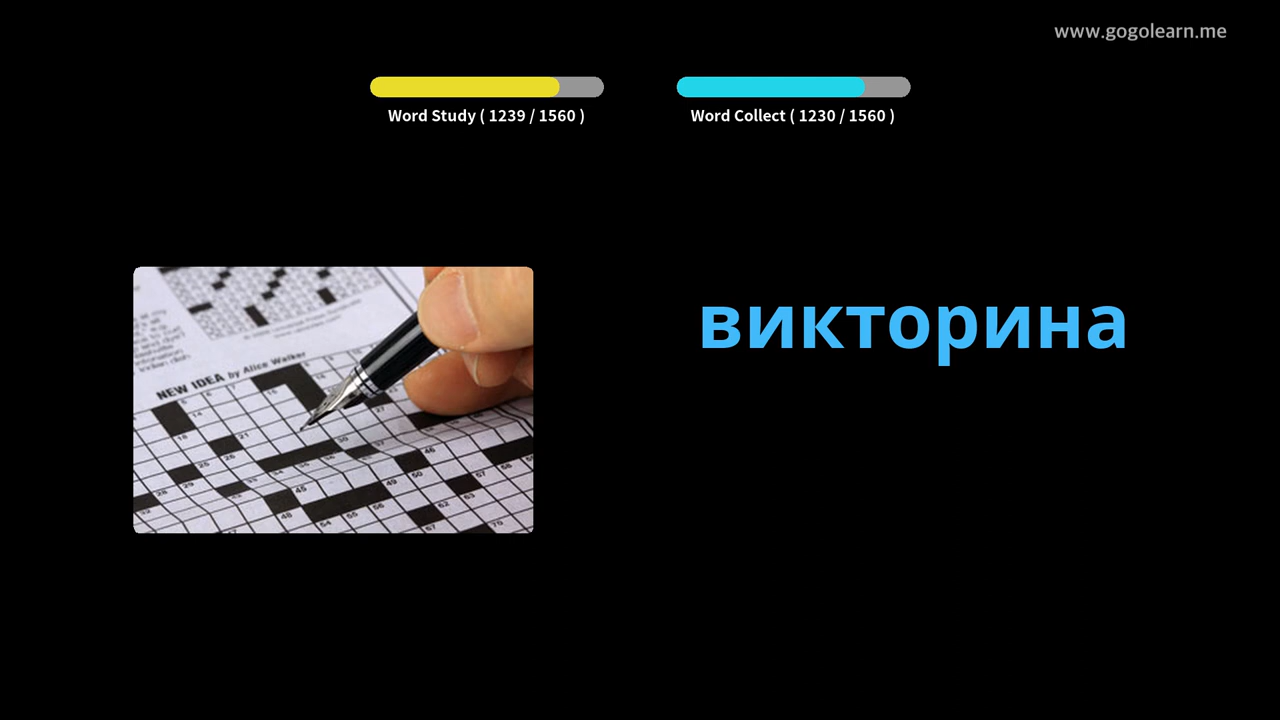 www.gogolearn.me
Word Study ( 1239 / 1560 )
Word Collect ( 1230 / 1560 )
викторина
NEW IDEA by Alice Walker